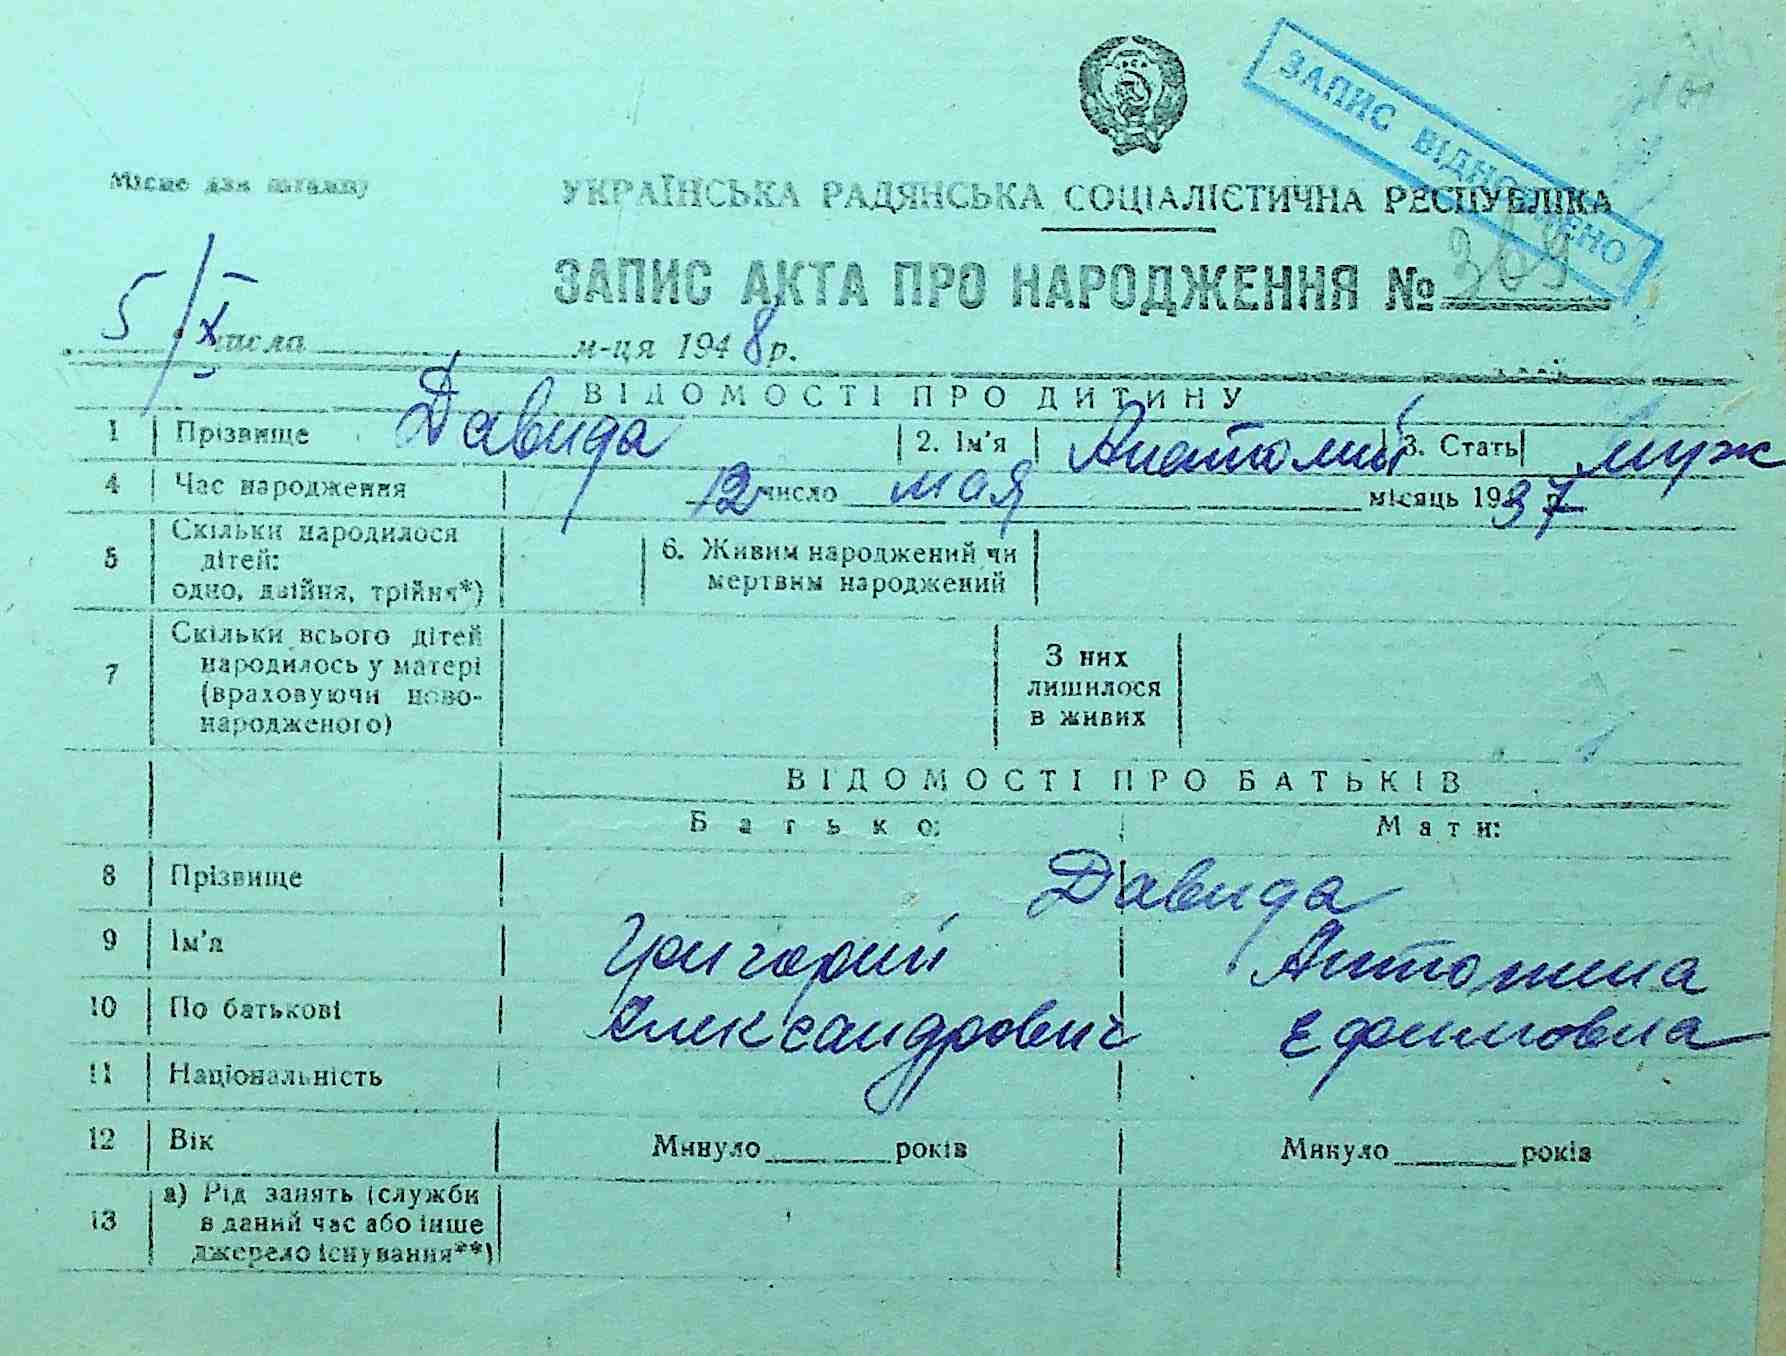 ЗАПИС ВІДНОВЛЕНО
Місце для штампу
УКРАЇНСЬКА РАДЯНСЬКА СОЦІАЛІСТИЧНА РЕСПУБЛІКА
ЗАПИС АКТА ПРО НАРОДЖЕННЯ № 369
5/X числа м-ця 1948 р.
ВІДОМОСТІ ПРО ДИТИНУ
1 Прізвище Давида 2. Ім'я Анатолий 3. Стать муж
4 Час народження 12 число мая місяць 1937 р.
5 Скільки народилося дітей: одно, двійня, трійня*) 6. Живим народжений чи мертвим народжений
7 Скільки всього дітей народилось у матері (враховуючи новонародженого) З них лишилося в живих
ВІДОМОСТІ ПРО БАТЬКІВ
Батько: Мати:
8 Прізвище Давида
9 Ім'я Григорий Антонина
10 По батькові Александрович Ефимовна
11 Національність
12 Вік Минуло років Минуло років
13 а) Рід занять (служби в даний час або інше джерело існування**)